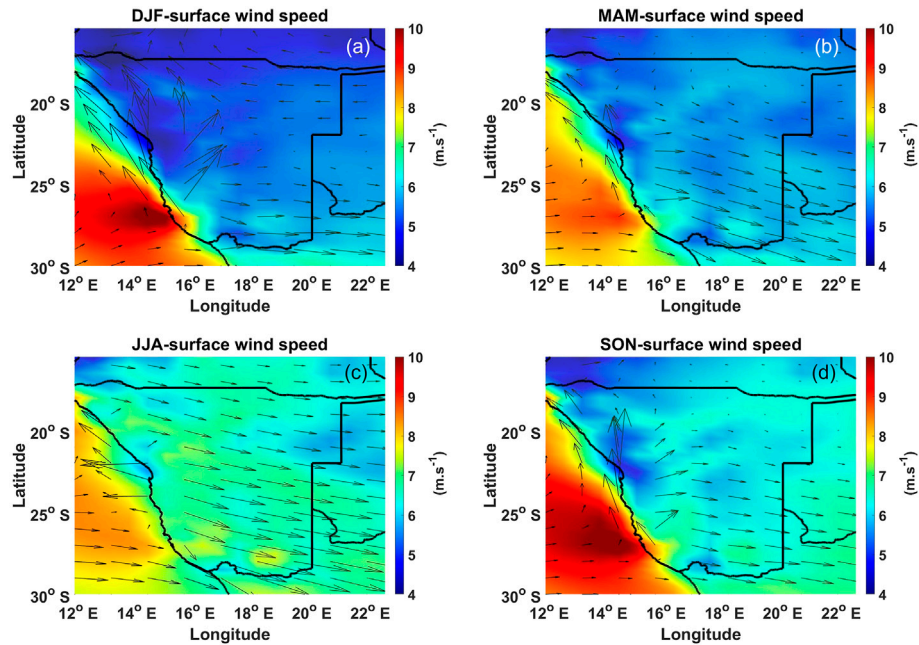 DJF-surface wind speed
(a)
Latitude
20° S
25° S
30° S
12° E 14° E 16° E 18° E 20° E 22° E
Longitude
10
9
8
7
6
5
4
(m.s⁻¹)
MAM-surface wind speed
(b)
Latitude
20° S
25° S
30° S
12° E 14° E 16° E 18° E 20° E 22° E
Longitude
10
9
8
7
6
5
4
(m.s⁻¹)
JJA-surface wind speed
(c)
Latitude
20° S
25° S
30° S
12° E 14° E 16° E 18° E 20° E 22° E
Longitude
10
9
8
7
6
5
4
(m.s⁻¹)
SON-surface wind speed
(d)
Latitude
20° S
25° S
30° S
12° E 14° E 16° E 18° E 20° E 22° E
Longitude
10
9
8
7
6
5
4
(m.s⁻¹)